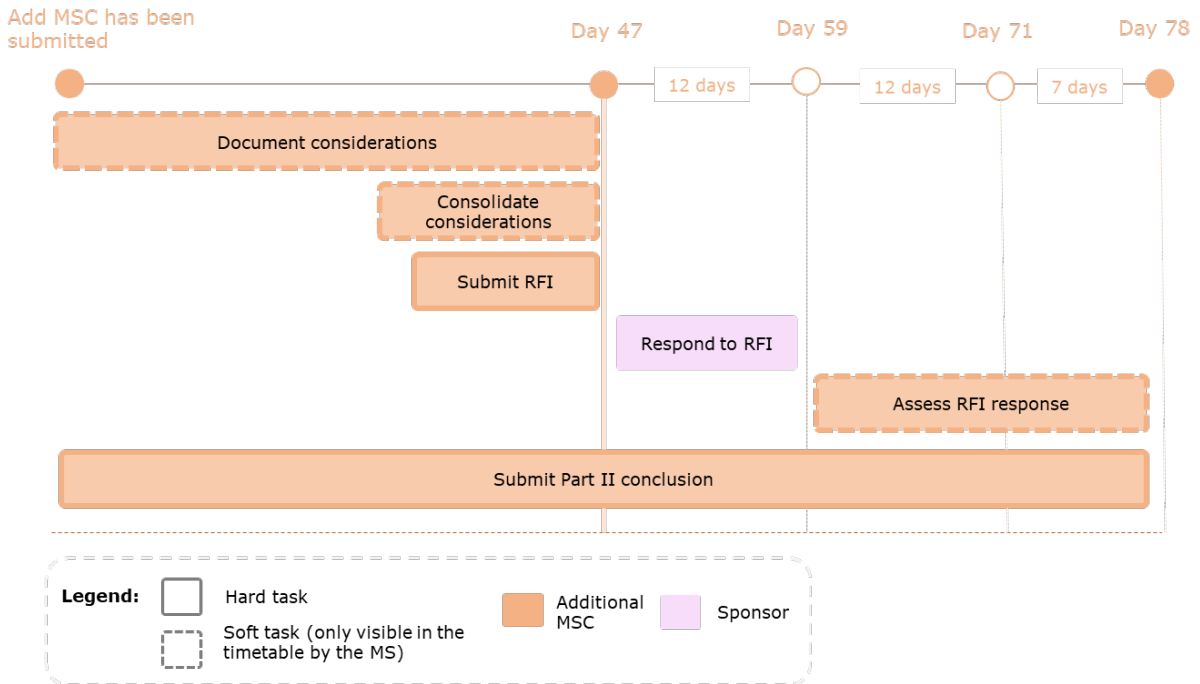 Add MSC has been
submitted
Day 47
Day 59
Day 71
Day 78
12 days
12 days
7 days
Document considerations
Consolidate
considerations
Submit RFI
Respond to RFI
Assess RFI response
Submit Part II conclusion
Legend:
Hard task
Soft task (only visible in the
timetable by the MS)
Additional
MSC
Sponsor